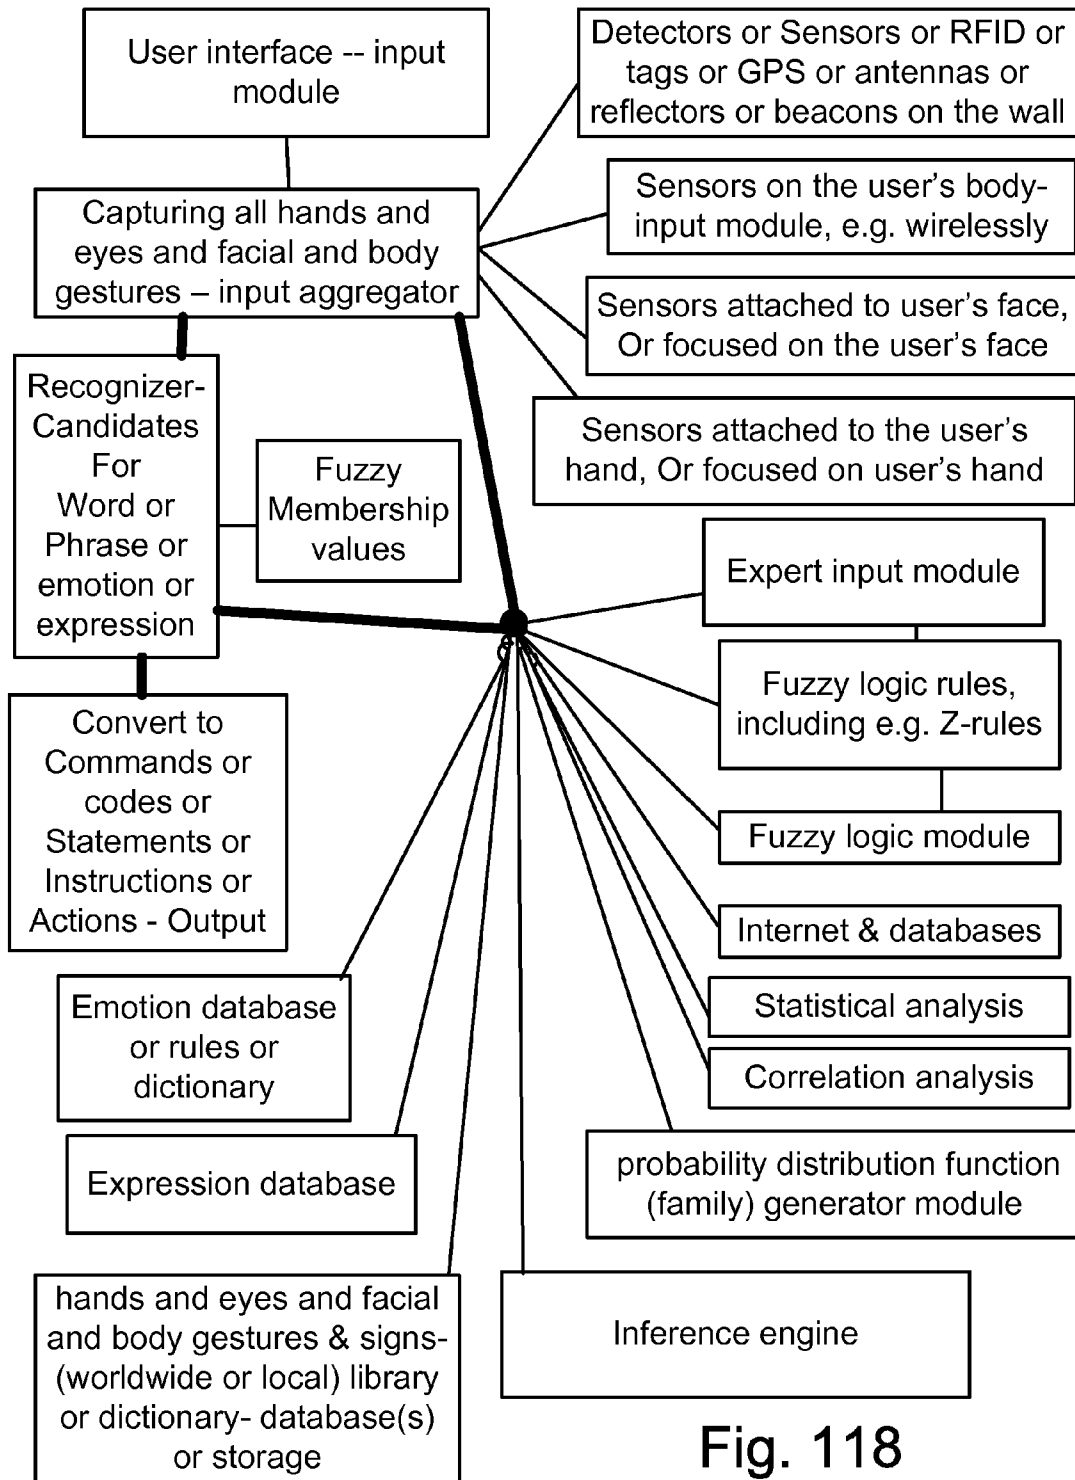 User interface -- input
module
Detectors or Sensors or RFID or
tags or GPS or antennas or
reflectors or beacons on the wall
Capturing all hands and
eyes and facial and body
gestures – input aggregator
Sensors on the user's body-
input module, e.g. wirelessly
Sensors attached to user's face,
Or focused on the user's face
Sensors attached to the user's
hand, Or focused on user's hand
Recognizer-
Candidates
For
Word or
Phrase or
emotion or
expression
Fuzzy
Membership
values
Expert input module
Fuzzy logic rules,
including e.g. Z-rules
Fuzzy logic module
Convert to
Commands or
codes or
Statements or
Instructions or
Actions - Output
Internet & databases
Statistical analysis
Correlation analysis
probability distribution function
(family) generator module
Emotion database
or rules or
dictionary
Expression database
hands and eyes and facial
and body gestures & signs-
(worldwide or local) library
or dictionary- database(s)
or storage
Inference engine
Fig. 118